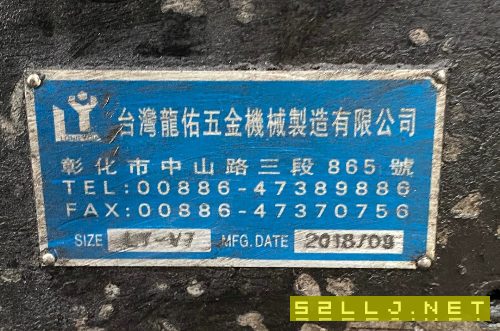 台灣龍佑五金機械製造有限公司
彰化市中山路三段865號
TEL:00886-47389886
FAX:00886-47370756
SIZE LY-V7 MFG.DATE 2018/09
52LLJ.NET